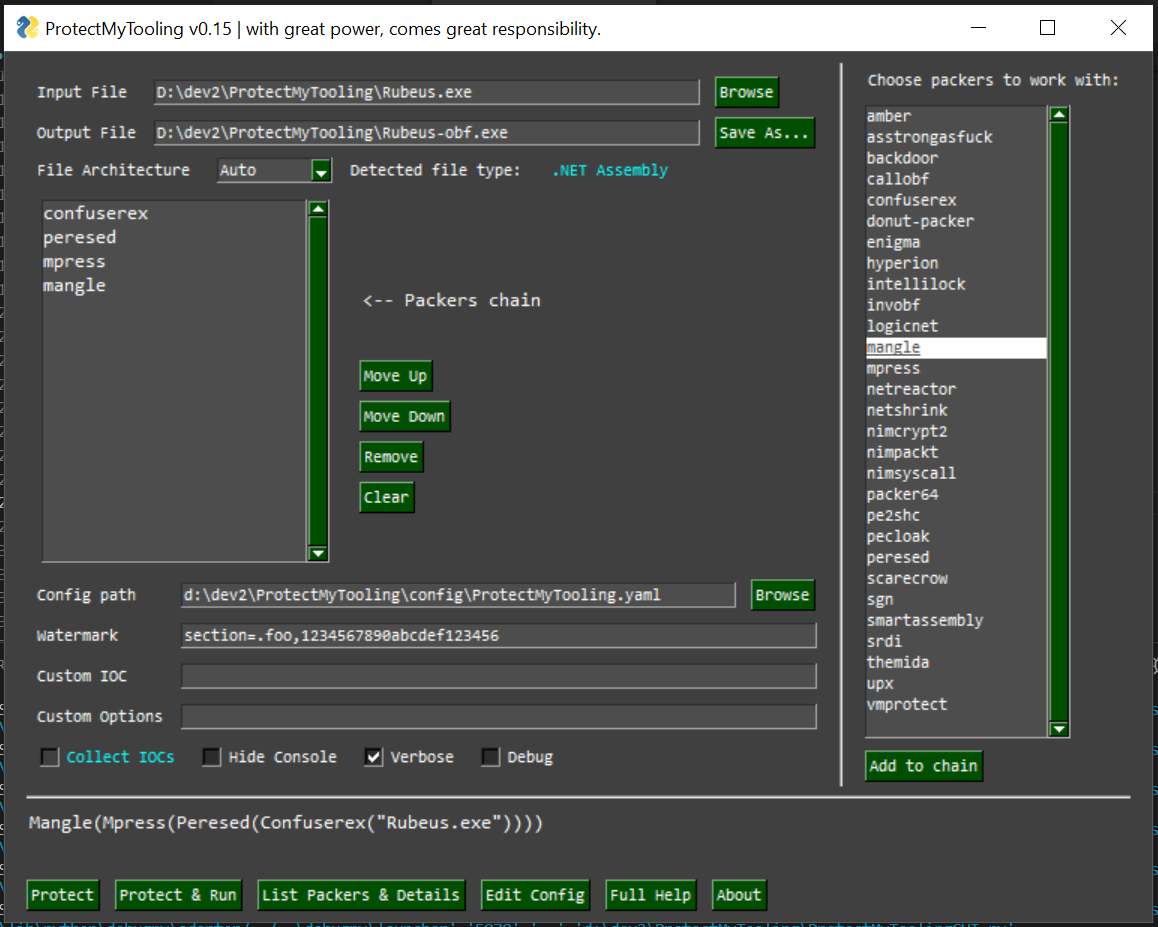 ProtectMyTooling v0.15 | with great power, comes great responsibility.
Input File D:\dev2\ProtectMyTooling\Rubeus.exe Browse
Output File D:\dev2\ProtectMyTooling\Rubeus-obf.exe Save As...
File Architecture Auto Detected file type: .NET Assembly
confuserex
peresed
mpress
mangle
<-- Packers chain
Move Up
Move Down
Remove
Clear
Config path d:\dev2\ProtectMyTooling\config\ProtectMyTooling.yaml Browse
Watermark section=.foo,1234567890abcdef123456
Custom IOC
Custom Options
Collect IOCs Hide Console Verbose Debug
Choose packers to work with:
amber
asstrongasfuck
backdoor
callobf
confuserex
donut-packer
enigma
hyperion
intellilock
invobf
logicnet
mangle
mpress
netreactor
netshrink
nimcrypt2
nimpackt
nimsyscall
packer64
pe2shc
pecloak
peresed
scarecrow
sgn
smartassembly
srdi
themida
upx
vmprotect
Add to chain
Mangle(Mpress(Peresed(Confuserex("Rubeus.exe"))))
Protect Protect & Run List Packers & Details Edit Config Full Help About